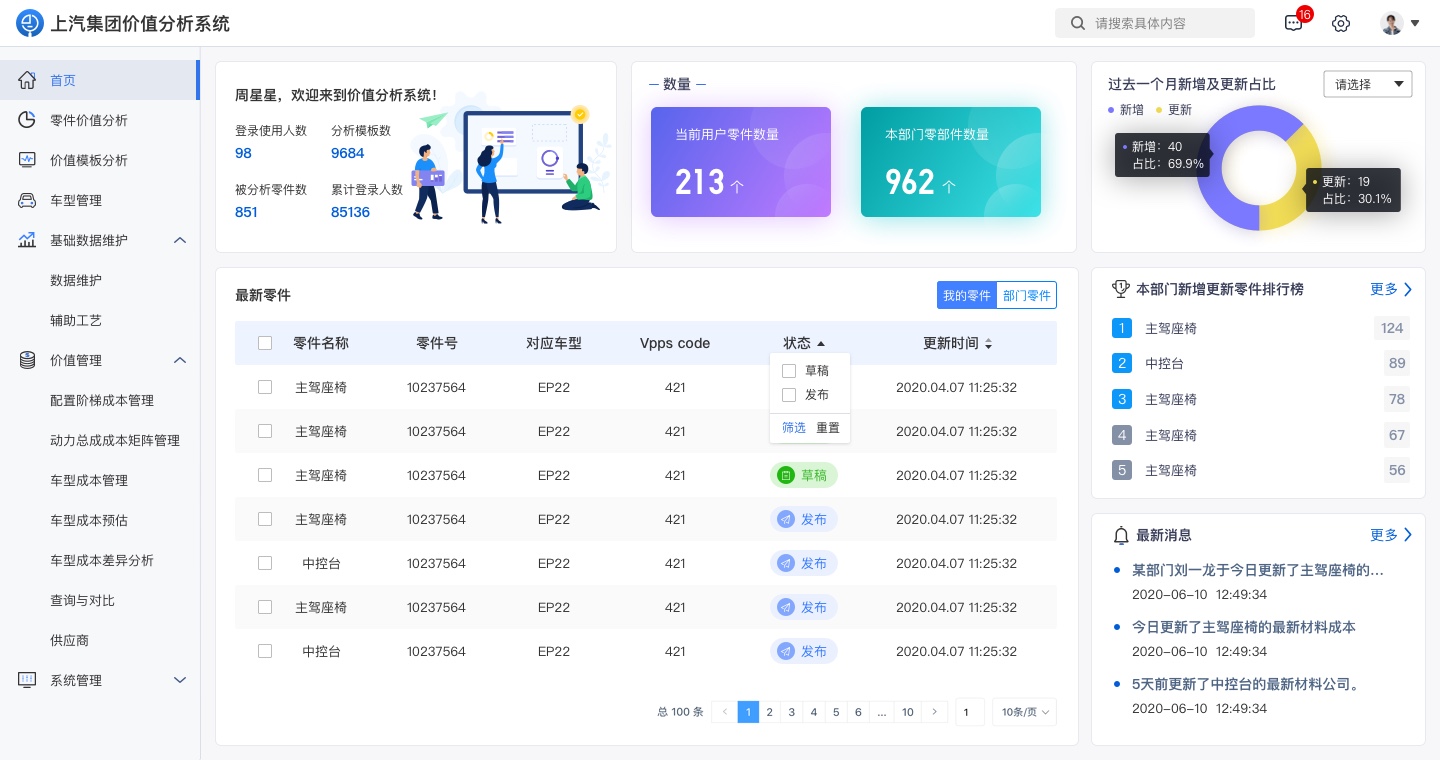 上汽集团价值分析系统
请搜索具体内容
16
首页
零件价值分析
价值模板分析
车型管理
基础数据维护
数据维护
辅助工艺
价值管理
配置阶梯成本管理
动力总成成本矩阵管理
车型成本管理
车型成本预估
车型成本差异分析
查询与对比
供应商
系统管理
周星星，欢迎来到价值分析系统！
登录使用人数 分析模板数
98 9684
被分析零件数 累计登录人数
851 85136
数量
当前用户零件数量
213 个
本部门零部件数量
962 个
过去一个月新增及更新占比
请选择
新增 更新
新增：40
占比：69.9%
更新：19
占比：30.1%
最新零件
我的零件 部门零件
零件名称 零件号 对应车型 Vpps code 状态 更新时间
主驾座椅 10237564 EP22 421 2020.04.07 11:25:32
主驾座椅 10237564 EP22 421 2020.04.07 11:25:32
草稿
发布
筛选 重置
主驾座椅 10237564 EP22 421 草稿 2020.04.07 11:25:32
主驾座椅 10237564 EP22 421 发布 2020.04.07 11:25:32
中控台 10237564 EP22 421 发布 2020.04.07 11:25:32
主驾座椅 10237564 EP22 421 发布 2020.04.07 11:25:32
中控台 10237564 EP22 421 发布 2020.04.07 11:25:32
总 100 条 < 1 2 3 4 5 6 ... 10 > 1 10条/页
本部门新增更新零件排行榜 更多
1 主驾座椅 124
2 中控台 89
3 主驾座椅 78
4 主驾座椅 67
5 主驾座椅 56
最新消息 更多
某部门刘一龙于今日更新了主驾座椅的...
2020-06-10 12:49:34
今日更新了主驾座椅的最新材料成本
2020-06-10 12:49:34
5天前更新了中控台的最新材料公司。
2020-06-10 12:49:34